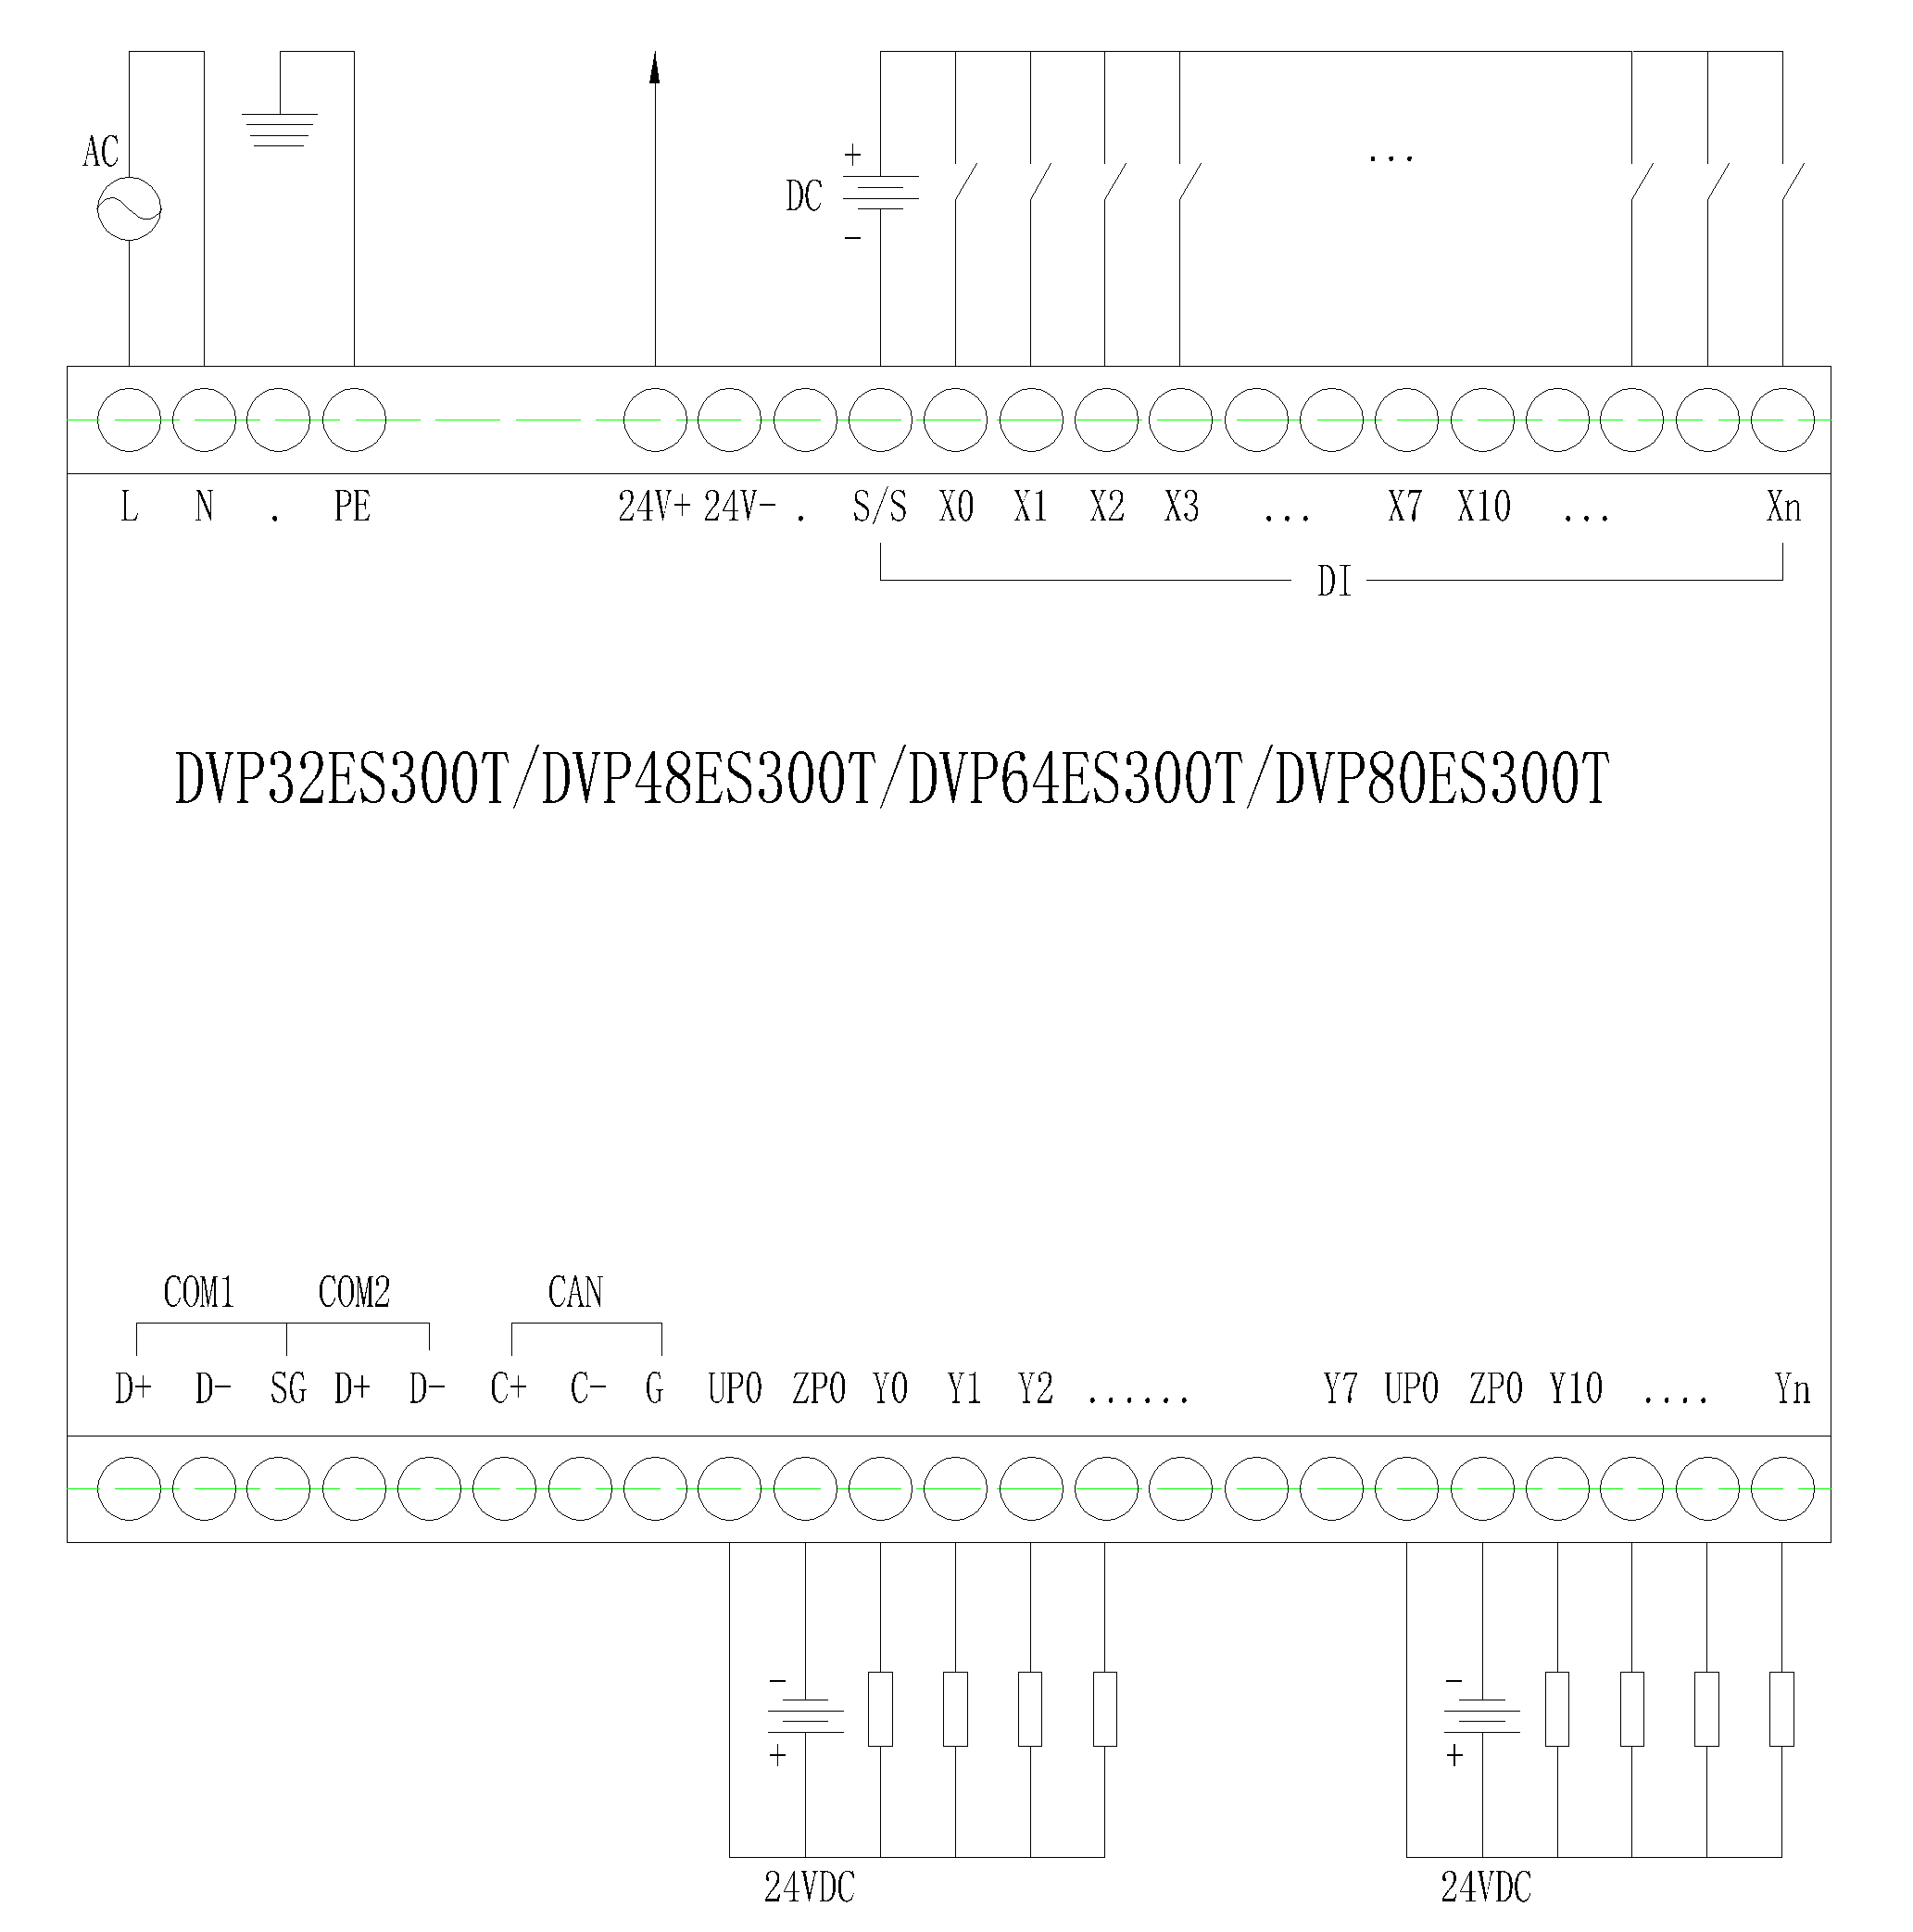 AC
+
DC
-
...
L N . PE 24V+ 24V- . S/S X0 X1 X2 X3 ... X7 X10 ... Xn
DI
DVP32ES300T/DVP48ES300T/DVP64ES300T/DVP80ES300T
COM1 COM2 CAN
D+ D- SG D+ D- C+ C- G UP0 ZP0 Y0 Y1 Y2 ...... Y7 UP0 ZP0 Y10 .... Yn
- -
+ +
24VDC 24VDC